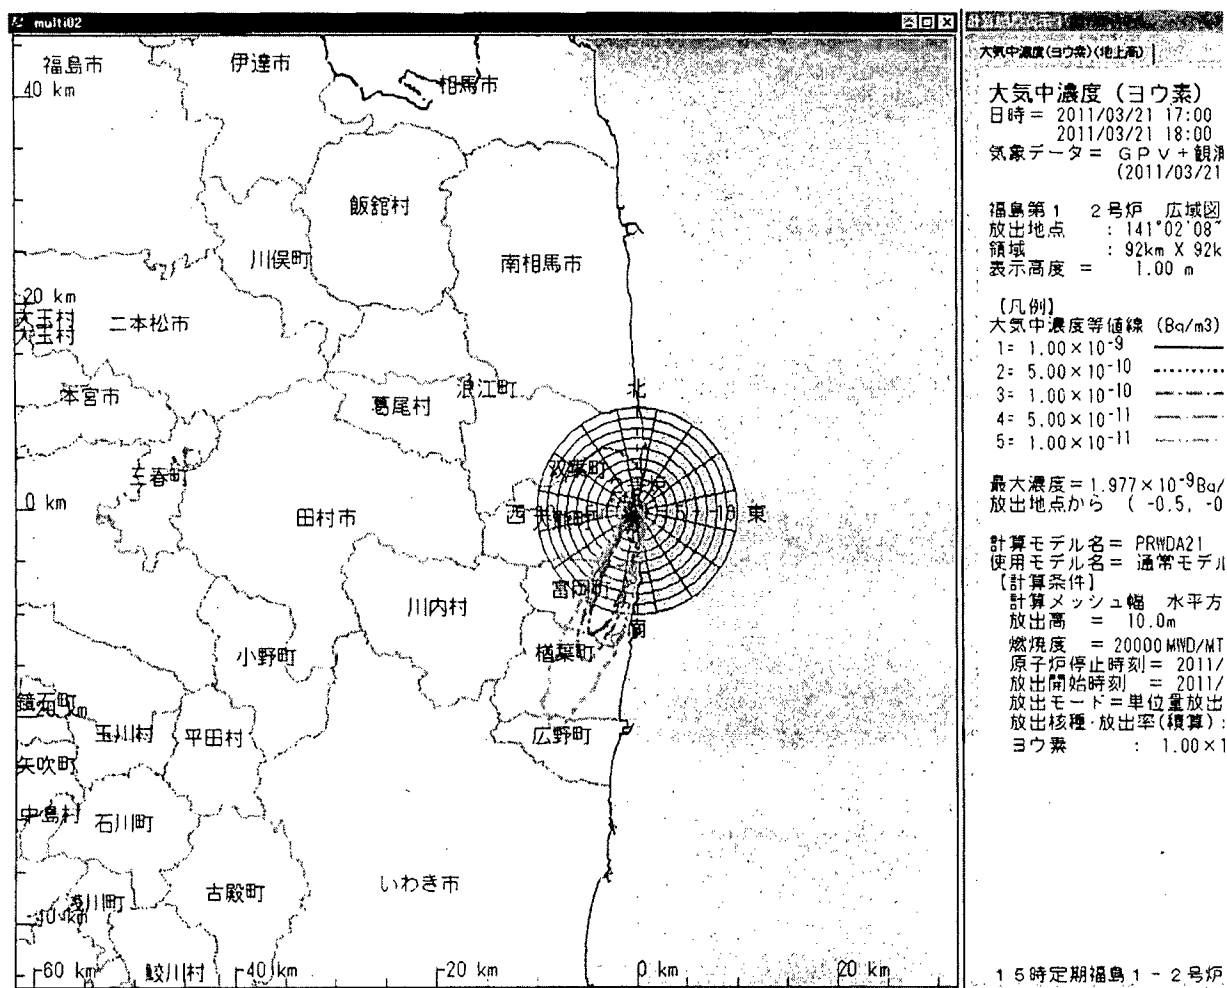 multi02
福島市
伊達市
相馬市
40 km
飯舘村
川俣町
南相馬市
20 km
大玉村
二本松市
本宮市
浪江町
北
葛尾村
双葉町
三春町
0 km
田村市
西
東
富岡町
川内村
南
小野町
楢葉町
鏡石町
玉川村
平田村
広野町
矢吹町
中島村
石川町
いわき市
古殿町
浅川町
鮫川村
60 km
40 km
20 km
0 km
20 km
大気中濃度(ヨウ素)(地上高)
大気中濃度 (ヨウ素)
日時 = 2011/03/21 17:00
2011/03/21 18:00
気象データ = GPV+観測
(2011/03/21
福島第1 2号炉 広域図
放出地点 : 141°02'08"
領域 : 92km X 92k
表示高度 = 1.00 m
【凡例】
大気中濃度等値線 (Bq/m3)
1= 1.00×10-9
2= 5.00×10-10
3= 1.00×10-10
4= 5.00×10-11
5= 1.00×10-11
最大濃度=1.977×10-9Bq/
放出地点から ( -0.5, -0
計算モデル名= PRWDA21
使用モデル名= 通常モデル
【計算条件】
計算メッシュ幅 水平方
放出高 = 10.0m
燃焼度 = 20000MWD/MT
原子炉停止時刻= 2011/
放出開始時刻 = 2011/
放出モード=単位量放出
放出核種・放出率(積算):
ヨウ素 : 1.00×1
15時定期福島1-2号炉